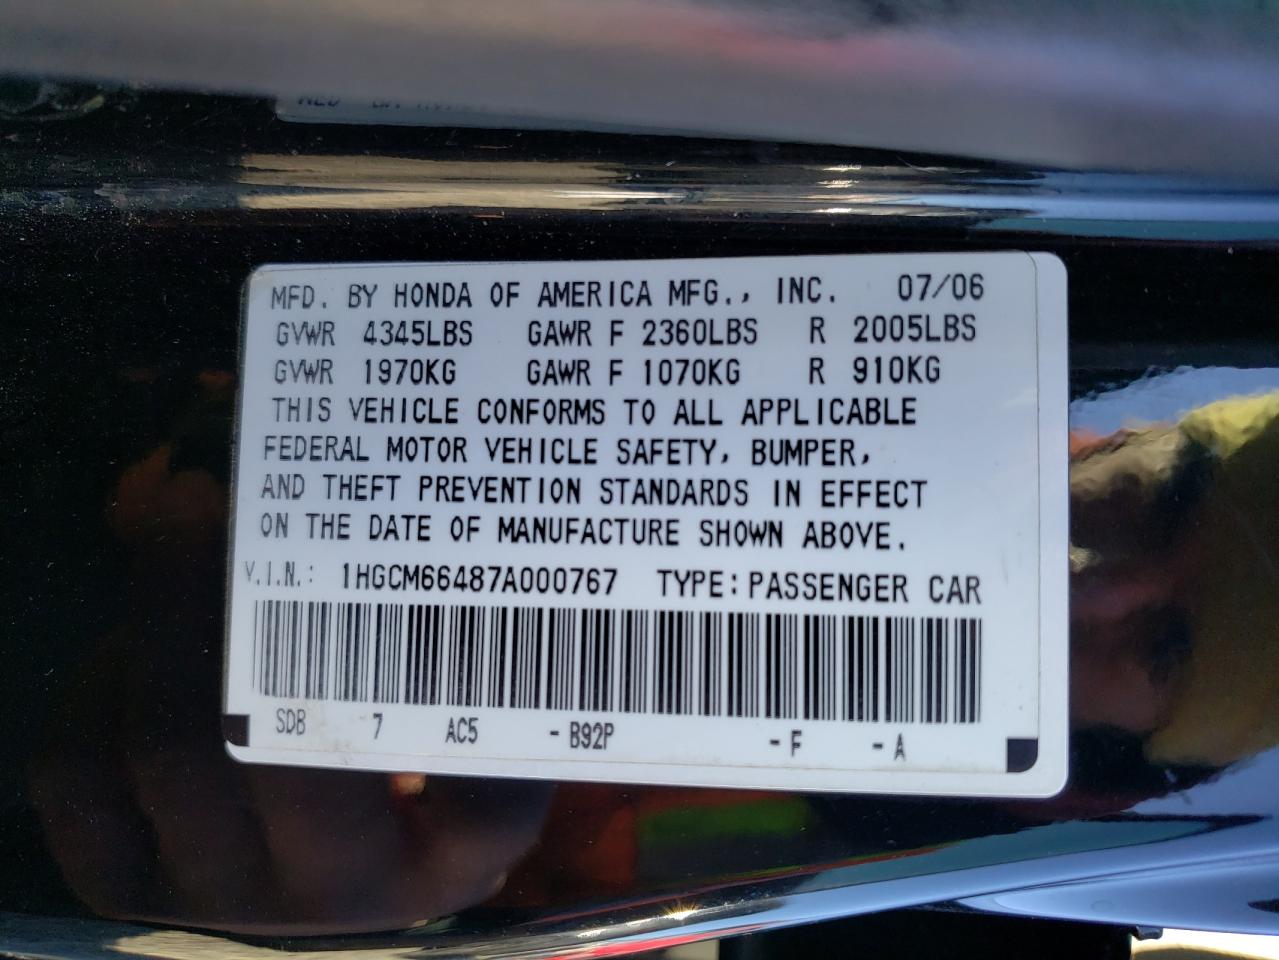 MFD. BY HONDA OF AMERICA MFG., INC. 07/06
GVWR 4345LBS GAWR F 2360LBS R 2005LBS
GVWR 1970KG GAWR F 1070KG R 910KG
THIS VEHICLE CONFORMS TO ALL APPLICABLE
FEDERAL MOTOR VEHICLE SAFETY, BUMPER,
AND THEFT PREVENTION STANDARDS IN EFFECT
ON THE DATE OF MANUFACTURE SHOWN ABOVE.
V.I.N.: 1HGCM66487A000767 TYPE: PASSENGER CAR
SDB 7 AC5 - B92P - F - A